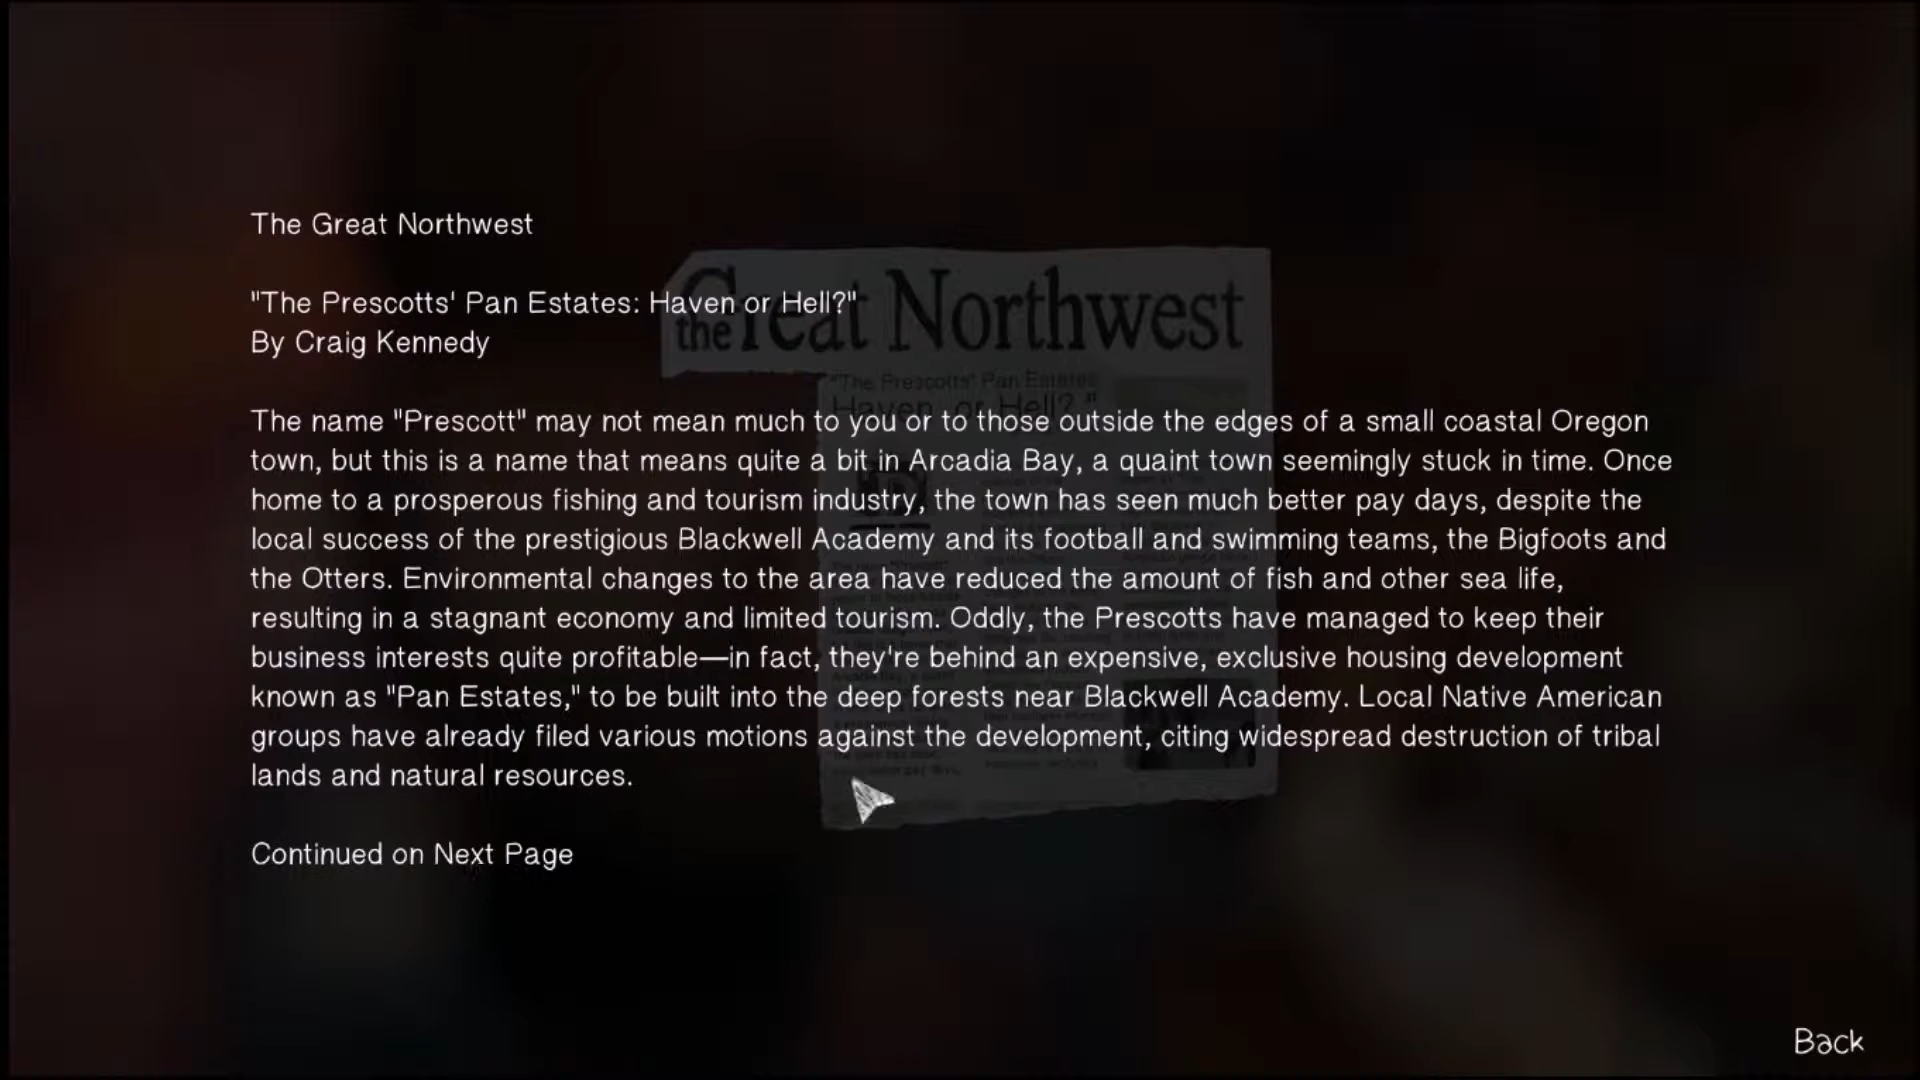 The Great Northwest
"The Prescotts' Pan Estates: Haven or Hell?"
By Craig Kennedy
The name "Prescott" may not mean much to you or to those outside the edges of a small coastal Oregon
town, but this is a name that means quite a bit in Arcadia Bay, a quaint town seemingly stuck in time. Once
home to a prosperous fishing and tourism industry, the town has seen much better pay days, despite the
local success of the prestigious Blackwell Academy and its football and swimming teams, the Bigfoots and
the Otters. Environmental changes to the area have reduced the amount of fish and other sea life,
resulting in a stagnant economy and limited tourism. Oddly, the Prescotts have managed to keep their
business interests quite profitable—in fact, they're behind an expensive, exclusive housing development
known as "Pan Estates," to be built into the deep forests near Blackwell Academy. Local Native American
groups have already filed various motions against the development, citing widespread destruction of tribal
lands and natural resources.
Continued on Next Page
the Great Northwest
"The Prescotts' Pan Estates
Haven or Hell?"
Back